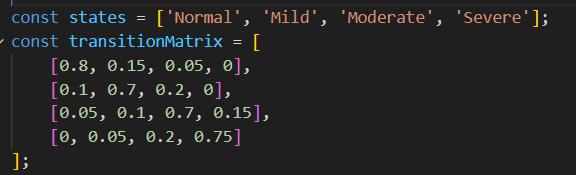 const states = ['Normal', 'Mild', 'Moderate', 'Severe'];
const transitionMatrix = [
[0.8, 0.15, 0.05, 0],
[0.1, 0.7, 0.2, 0],
[0.05, 0.1, 0.7, 0.15],
[0, 0.05, 0.2, 0.75]
];